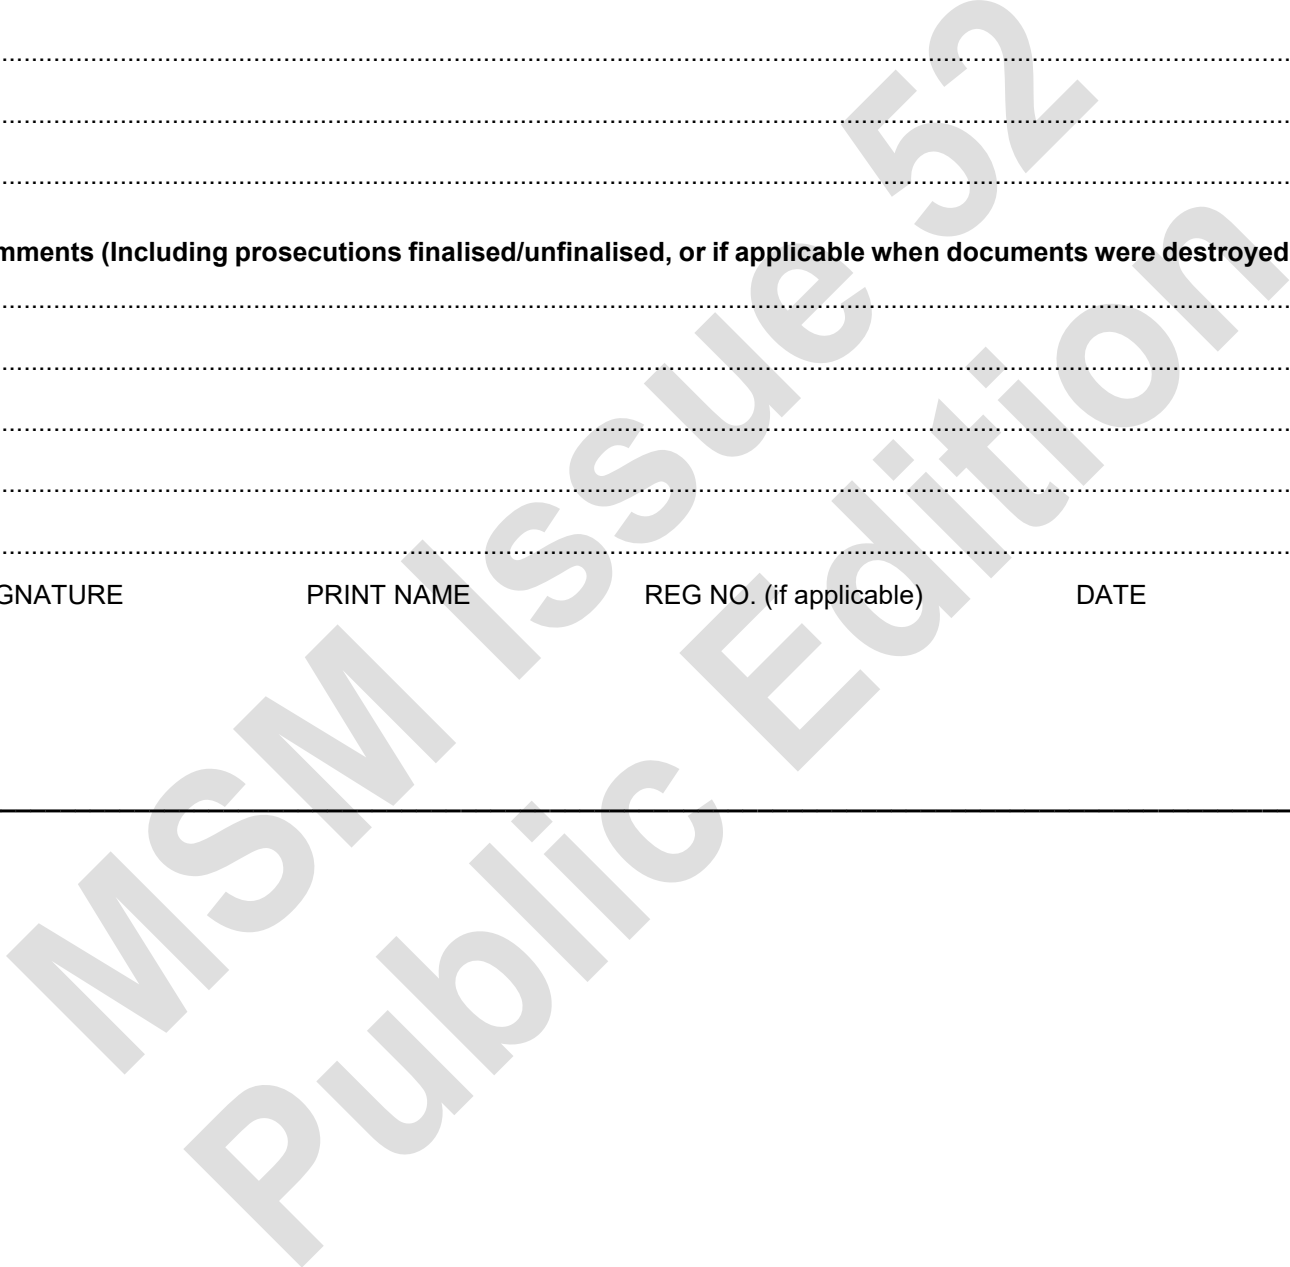 ................................................................................
................................................................................
................................................................................
mments (Including prosecutions finalised/unfinalised, or if applicable when documents were destroyed
................................................................................
................................................................................
................................................................................
................................................................................
................................................................................
GNATURE PRINT NAME REG NO. (if applicable) DATE
MSM Issue 52
Public Edition